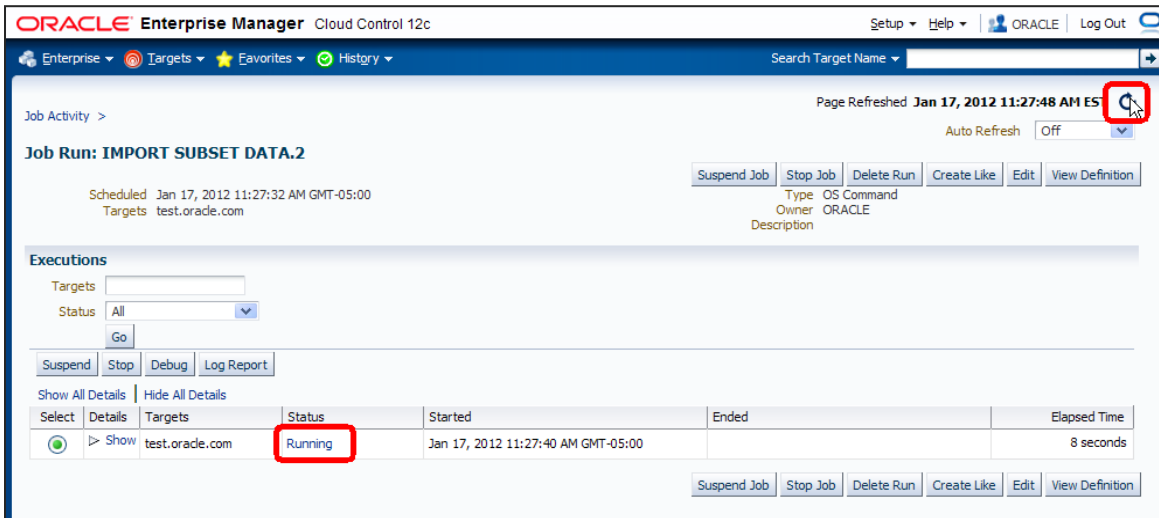 ORACLE Enterprise Manager Cloud Control 12c Setup Help ORACLE Log Out
Enterprise Targets Favorites History Search Target Name
Page Refreshed Jan 17, 2012 11:27:48 AM EST
Job Activity >
Auto Refresh Off
Job Run: IMPORT SUBSET DATA.2
Suspend Job Stop Job Delete Run Create Like Edit View Definition
Scheduled Jan 17, 2012 11:27:32 AM GMT-05:00 Type OS Command
Targets test.oracle.com Owner ORACLE
Description
Executions
Targets
Status All
Go
Suspend Stop Debug Log Report
Show All Details | Hide All Details
Select Details Targets Status Started Ended Elapsed Time
Show test.oracle.com Running Jan 17, 2012 11:27:40 AM GMT-05:00 8 seconds
Suspend Job Stop Job Delete Run Create Like Edit View Definition